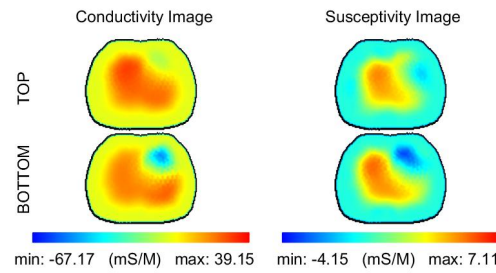 Conductivity Image
Susceptivity Image
TOP
BOTTOM
min: -67.17 (mS/M) max: 39.15
min: -4.15 (mS/M) max: 7.11